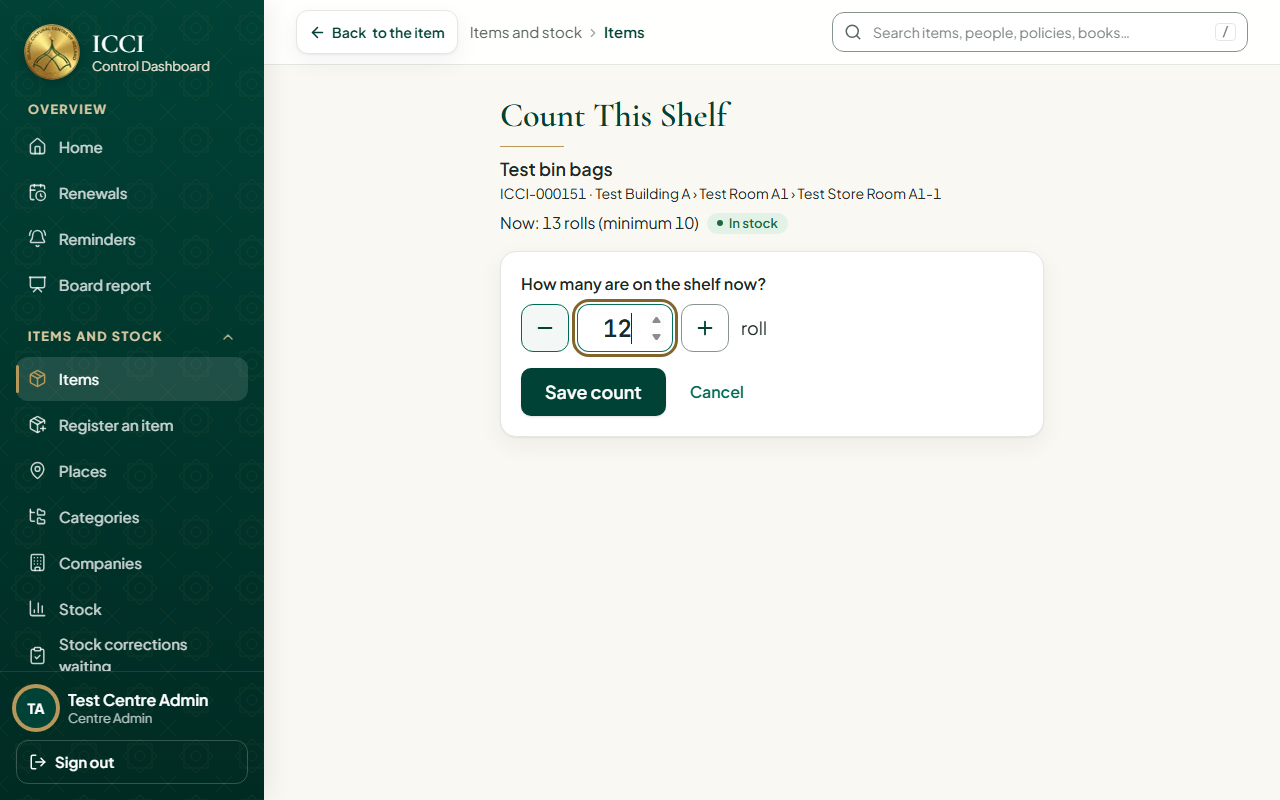 ICCI
Control Dashboard
OVERVIEW
Home
Renewals
Reminders
Board report
ITEMS AND STOCK
Items
Register an item
Places
Categories
Companies
Stock
Stock corrections
waiting
TA
Test Centre Admin
Centre Admin
Sign out
Back to the item
Items and stock › Items
Search items, people, policies, books…
/
Count This Shelf
Test bin bags
ICCI-000151 · Test Building A › Test Room A1 › Test Store Room A1-1
Now: 13 rolls (minimum 10)
In stock
How many are on the shelf now?
− 12 + roll
Save count
Cancel